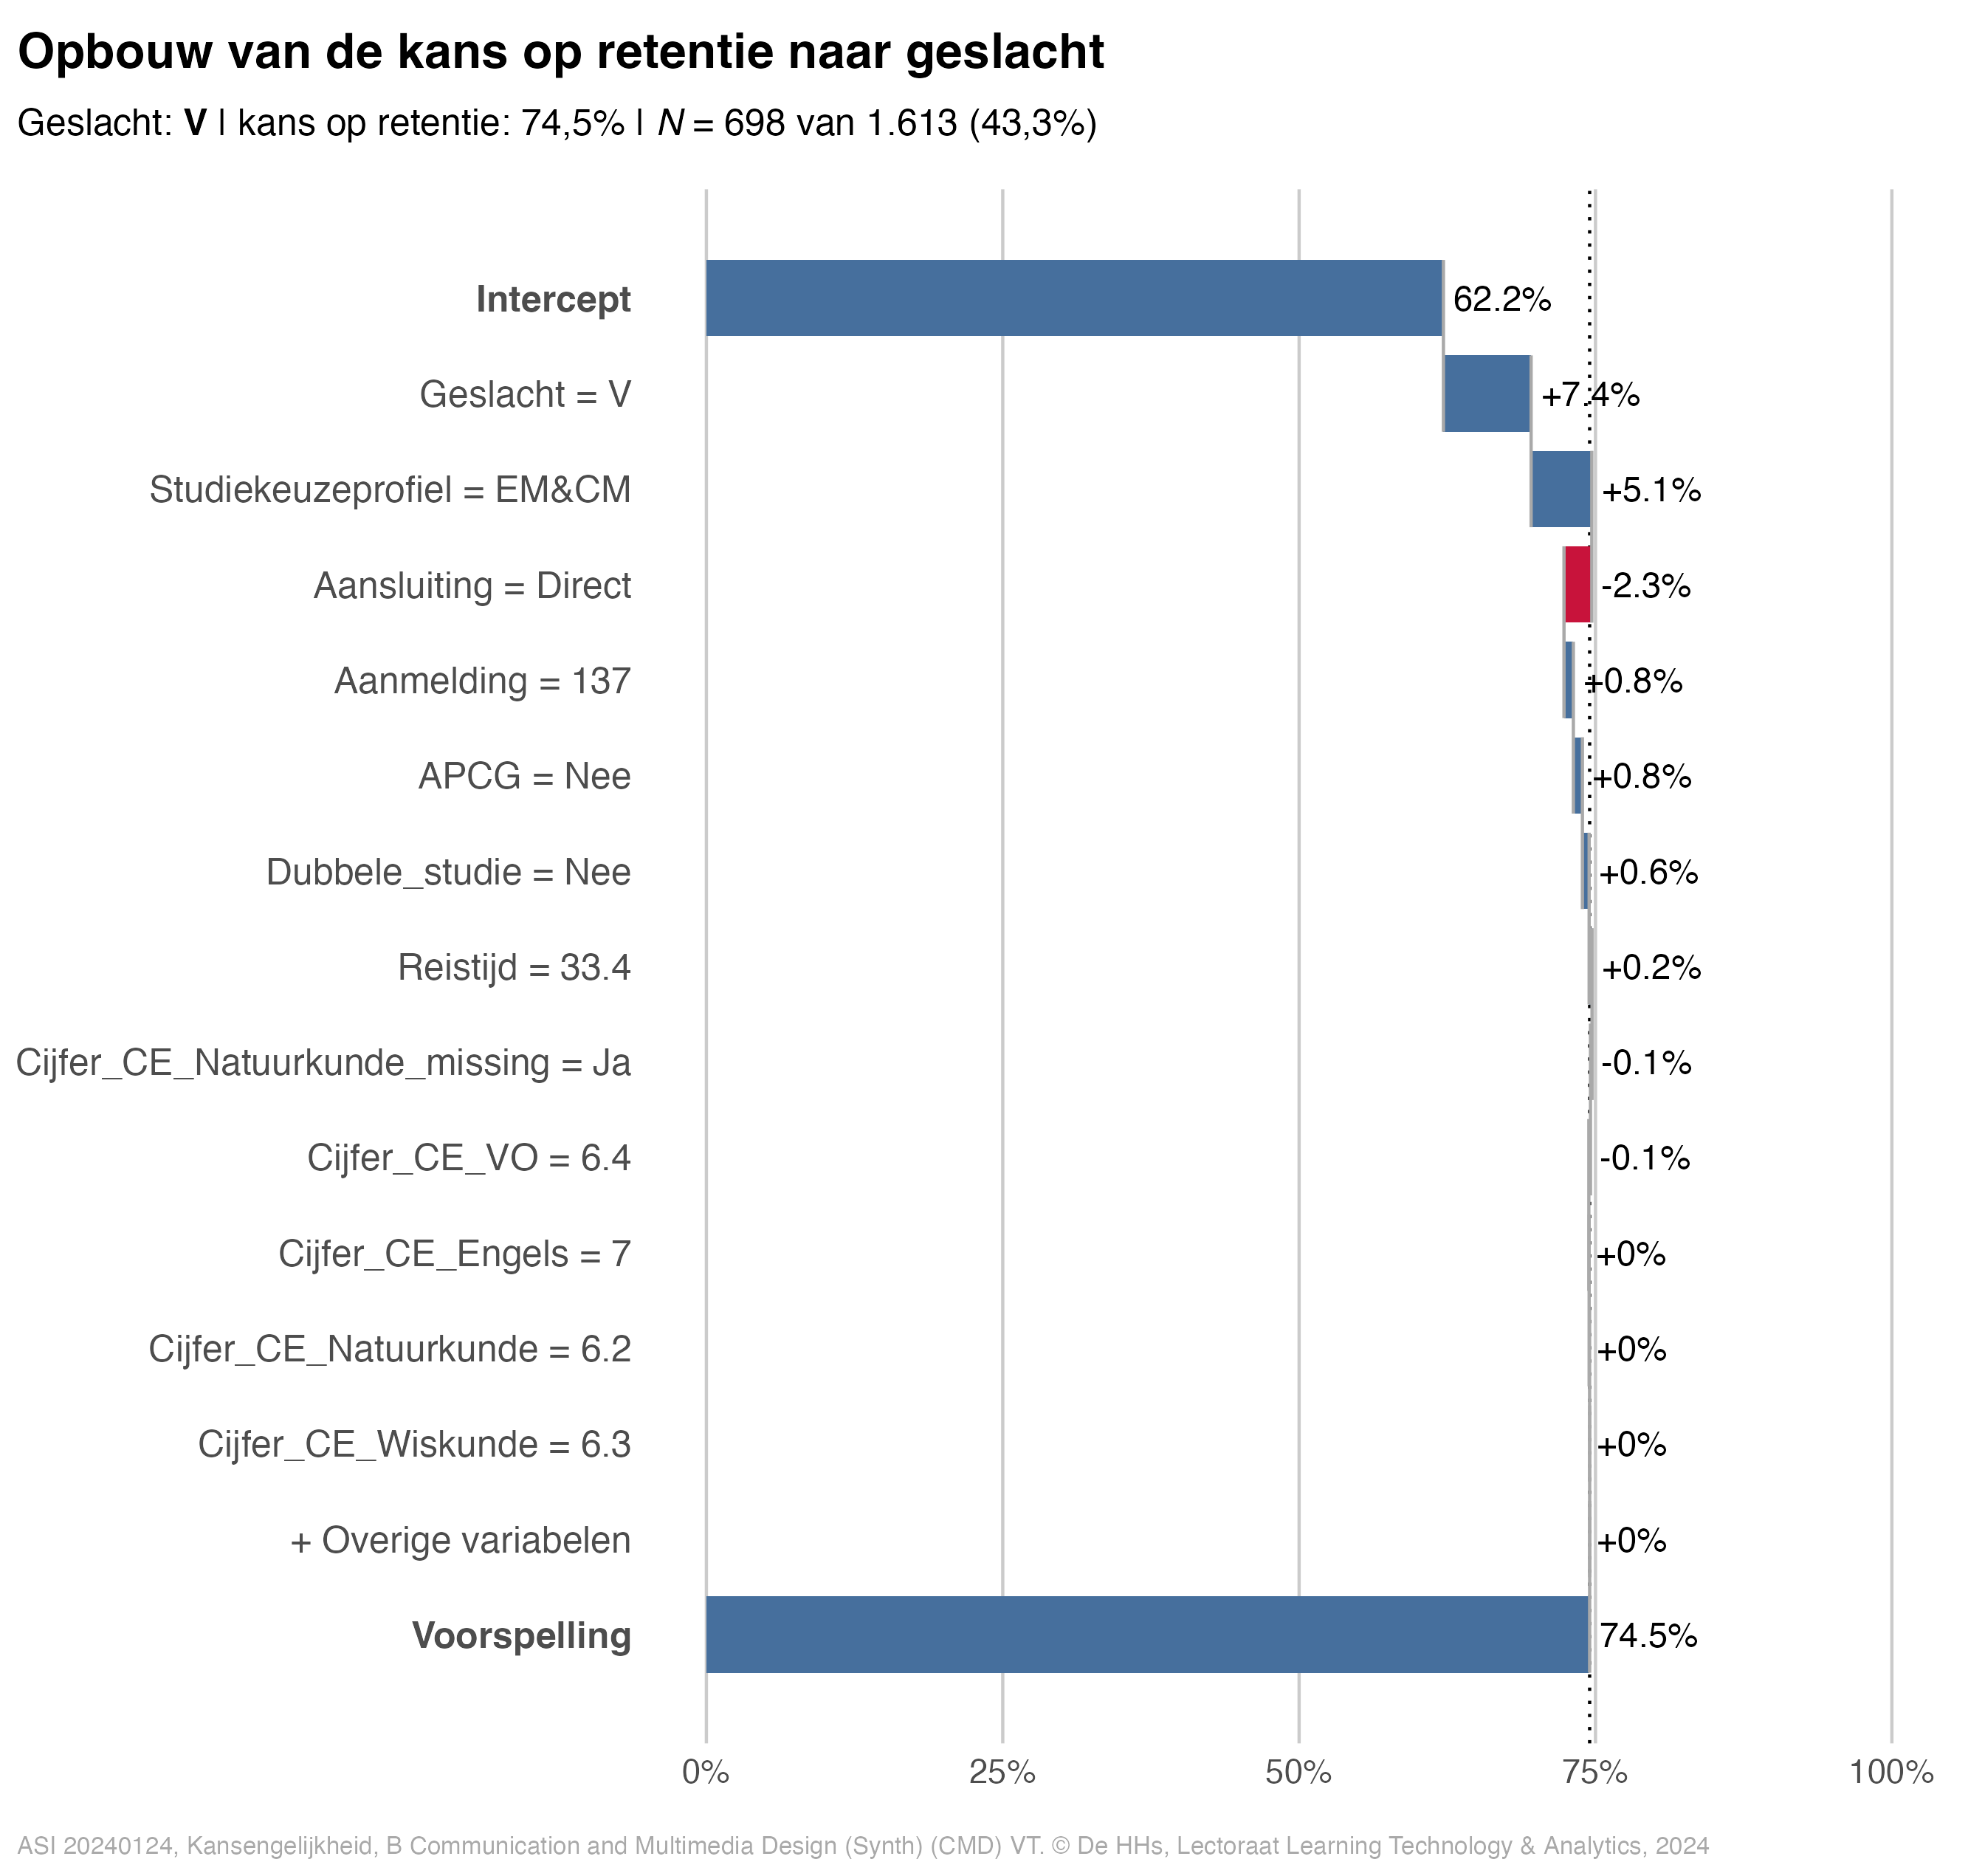 Opbouw van de kans op retentie naar geslacht
Geslacht: V | kans op retentie: 74,5% | N = 698 van 1.613 (43,3%)
Intercept 62.2%
Geslacht = V +7.4%
Studiekeuzeprofiel = EM&CM +5.1%
Aansluiting = Direct -2.3%
Aanmelding = 137 +0.8%
APCG = Nee +0.8%
Dubbele_studie = Nee +0.6%
Reistijd = 33.4 +0.2%
Cijfer_CE_Natuurkunde_missing = Ja -0.1%
Cijfer_CE_VO = 6.4 -0.1%
Cijfer_CE_Engels = 7 +0%
Cijfer_CE_Natuurkunde = 6.2 +0%
Cijfer_CE_Wiskunde = 6.3 +0%
+ Overige variabelen +0%
Voorspelling 74.5%
0% 25% 50% 75% 100%
ASI 20240124, Kansengelijkheid, B Communication and Multimedia Design (Synth) (CMD) VT. © De HHs, Lectoraat Learning Technology & Analytics, 2024